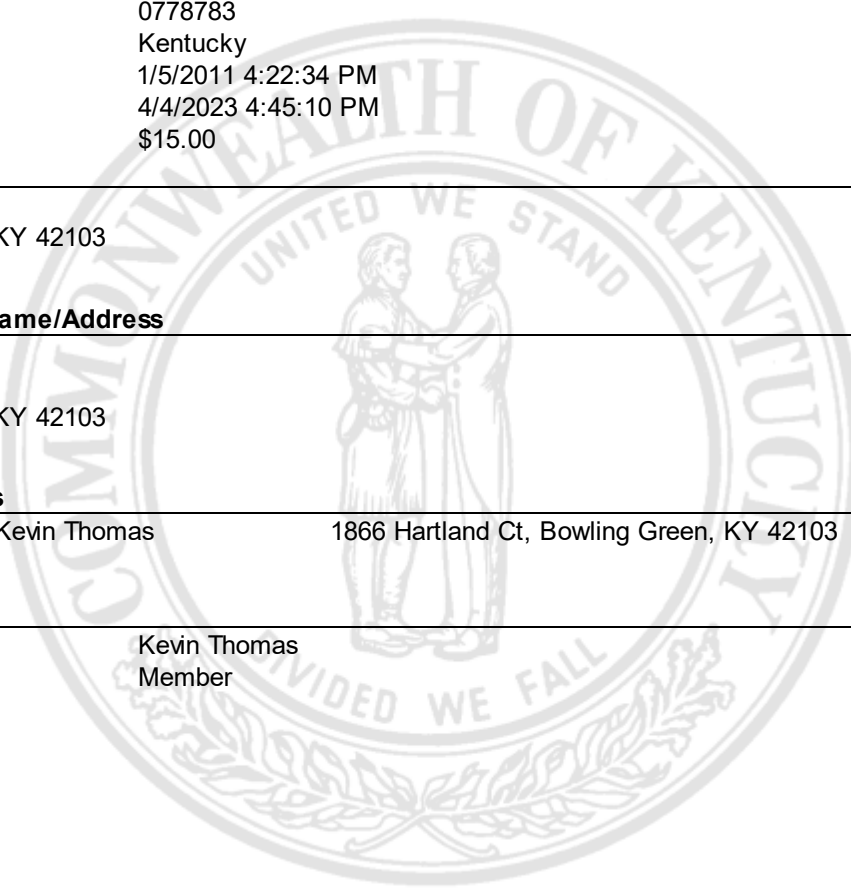 0778783
Kentucky
1/5/2011 4:22:34 PM
4/4/2023 4:45:10 PM
$15.00
KY 42103
ame/Address
KY 42103
s
Kevin Thomas 1866 Hartland Ct, Bowling Green, KY 42103
Kevin Thomas
Member
COMMONWEALTH OF KENTUCKY
UNITED WE STAND
DIVIDED WE FALL